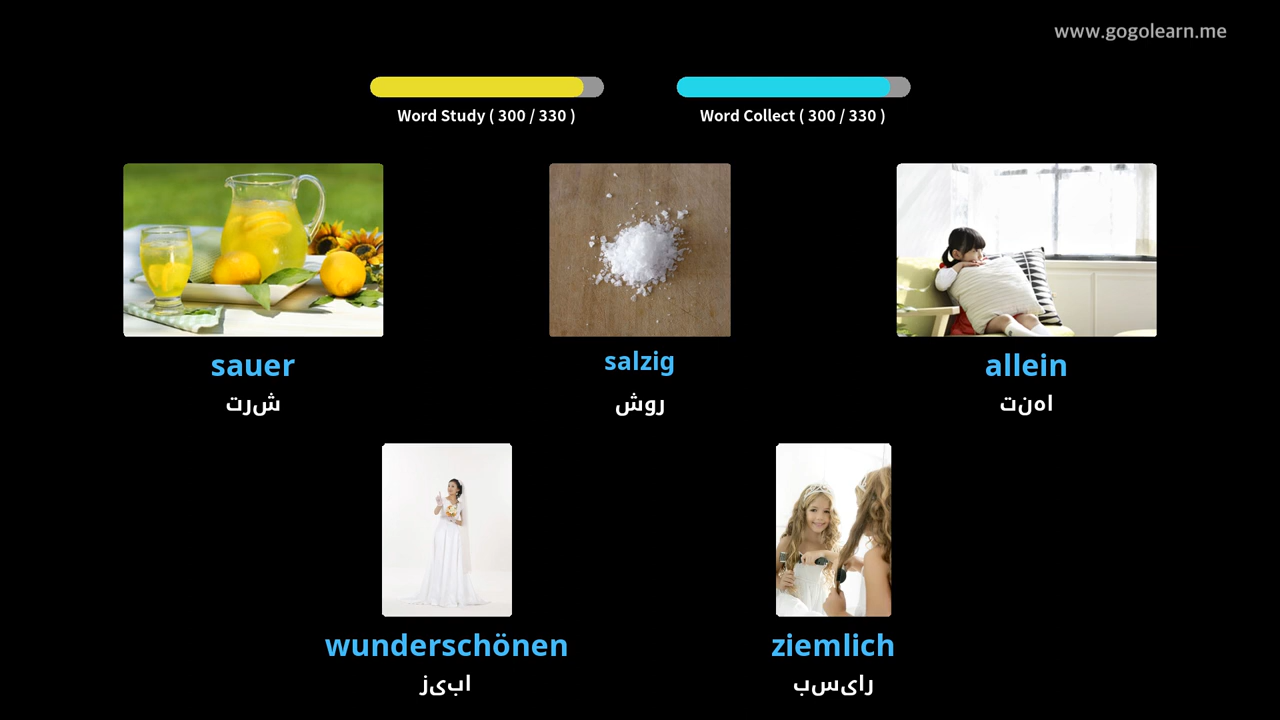 www.gogolearn.me
Word Study ( 300 / 330 )
Word Collect ( 300 / 330 )
sauer
شرت
salzig
روش
allein
اهنت
wunderschönen
ابیز
ziemlich
رایسب